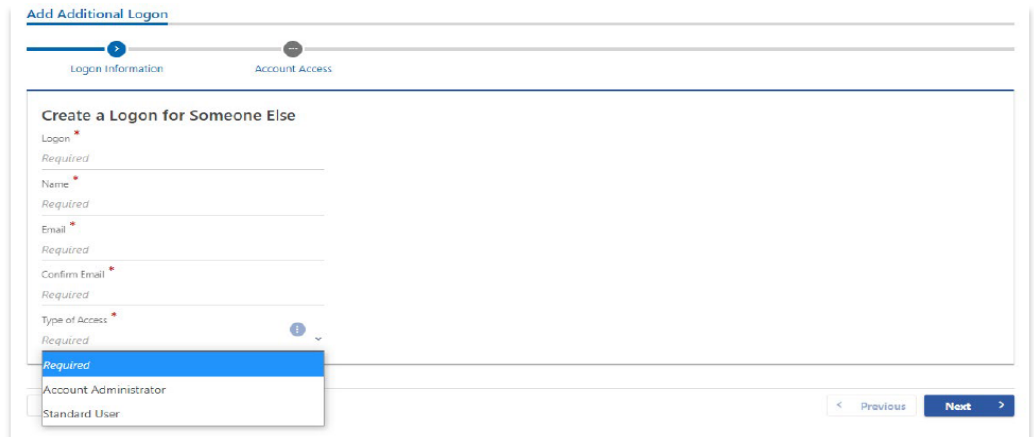 Add Additional Logon
Logon Information
Account Access
Create a Logon for Someone Else
Logon *
Required
Name *
Required
Email *
Required
Confirm Email *
Required
Type of Access *
Required
Required
Account Administrator
Standard User
< Previous
Next >